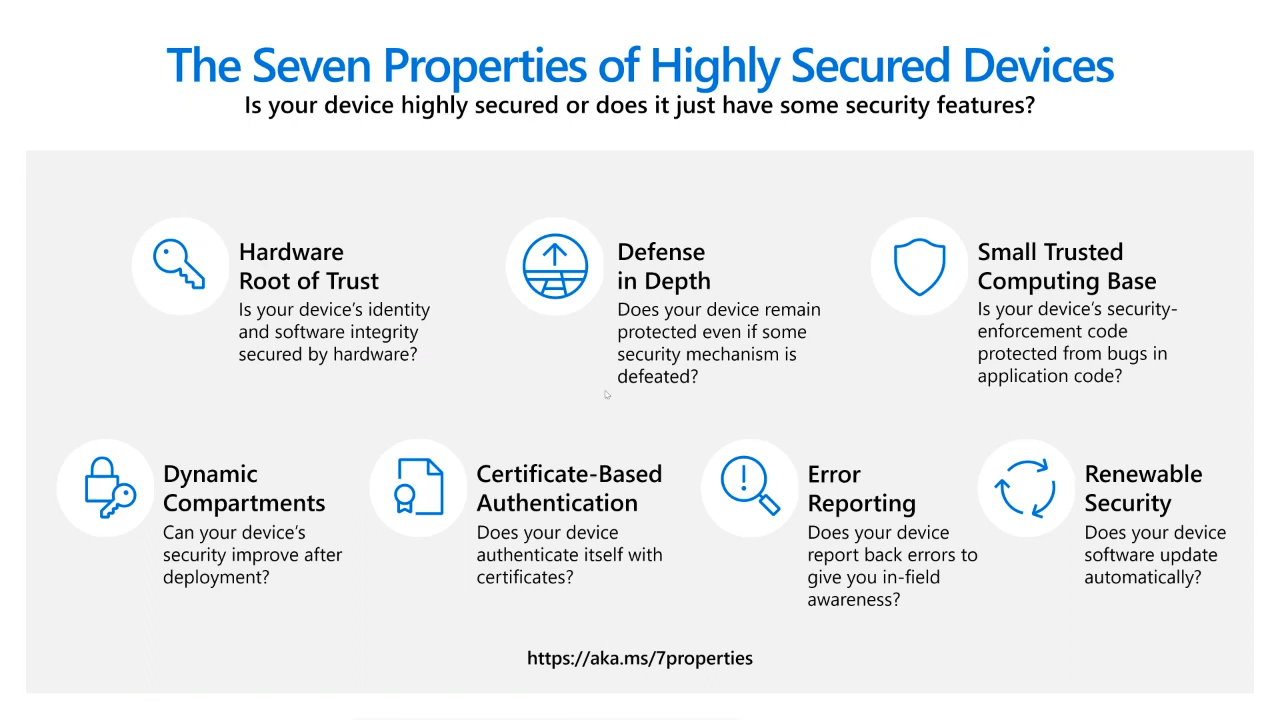 The Seven Properties of Highly Secured Devices
Is your device highly secured or does it just have some security features?
Hardware
Root of Trust
Is your device's identity
and software integrity
secured by hardware?
Defense
in Depth
Does your device remain
protected even if some
security mechanism is
defeated?
Small Trusted
Computing Base
Is your device's security-
enforcement code
protected from bugs in
application code?
Dynamic
Compartments
Can your device's
security improve after
deployment?
Certificate-Based
Authentication
Does your device
authenticate itself with
certificates?
Error
Reporting
Does your device
report back errors to
give you in-field
awareness?
Renewable
Security
Does your device
software update
automatically?
https://aka.ms/7properties